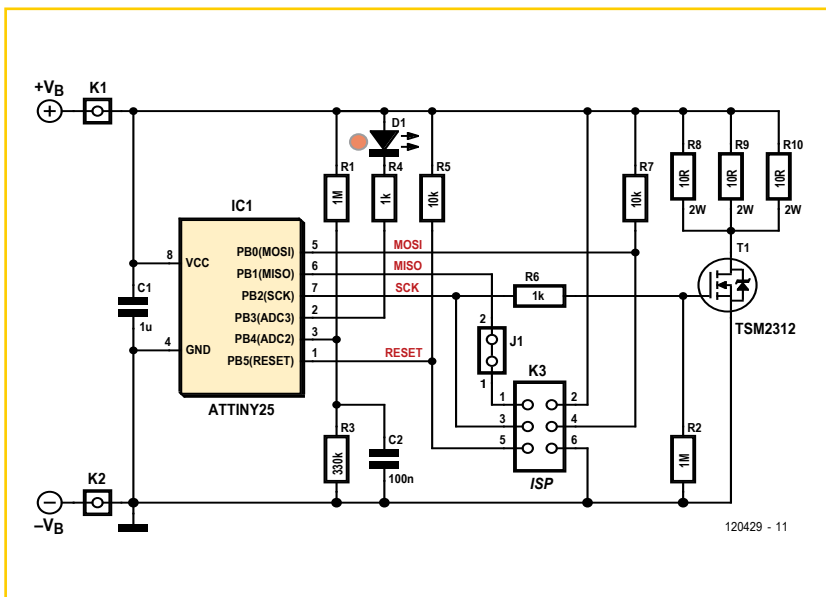 +VB
K1
D1
R1
R4
R5
R7
R8
R9
R10
1M
1k
10k
10k
10R
10R
10R
2W
2W
2W
IC1
8
VCC
PB0(MOSI)
5
MOSI
PB1(MISO)
6
MISO
PB2(SCK)
7
SCK
PB3(ADC3)
2
PB4(ADC2)
3
PB5(RESET)
1
RESET
4
GND
ATTINY25
C1
1u
R6
1k
T1
TSM2312
2
J1
1
K3
1
2
3
4
5
6
ISP
R3
330k
C2
100n
R2
1M
K2
–VB
120429 - 11